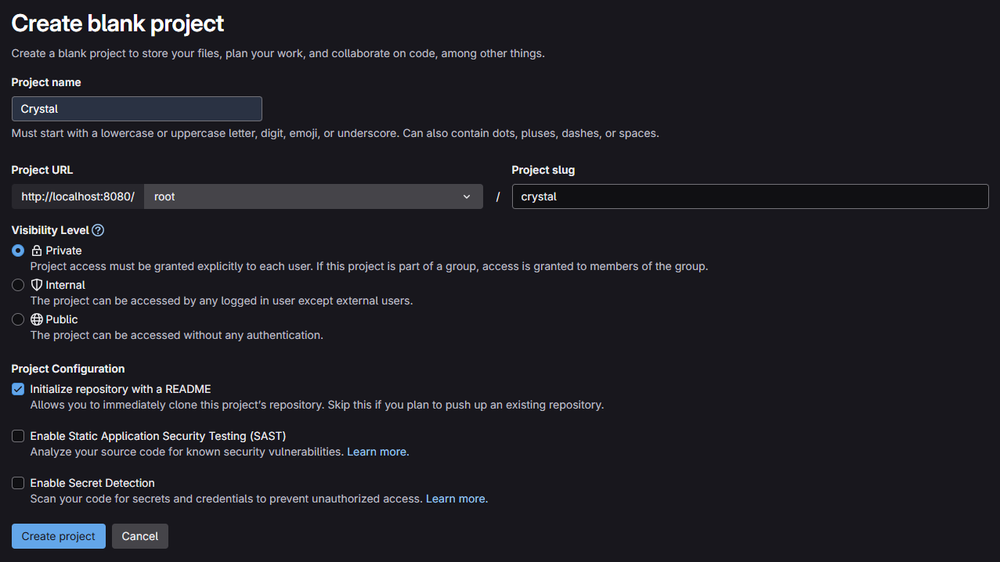 Create blank project
Create a blank project to store your files, plan your work, and collaborate on code, among other things.
Project name
Crystal
Must start with a lowercase or uppercase letter, digit, emoji, or underscore. Can also contain dots, pluses, dashes, or spaces.
Project URL
Project slug
http://localhost:8080/ root / crystal
Visibility Level ?
Private
Project access must be granted explicitly to each user. If this project is part of a group, access is granted to members of the group.
Internal
The project can be accessed by any logged in user except external users.
Public
The project can be accessed without any authentication.
Project Configuration
Initialize repository with a README
Allows you to immediately clone this project’s repository. Skip this if you plan to push up an existing repository.
Enable Static Application Security Testing (SAST)
Analyze your source code for known security vulnerabilities. Learn more.
Enable Secret Detection
Scan your code for secrets and credentials to prevent unauthorized access. Learn more.
Create project Cancel